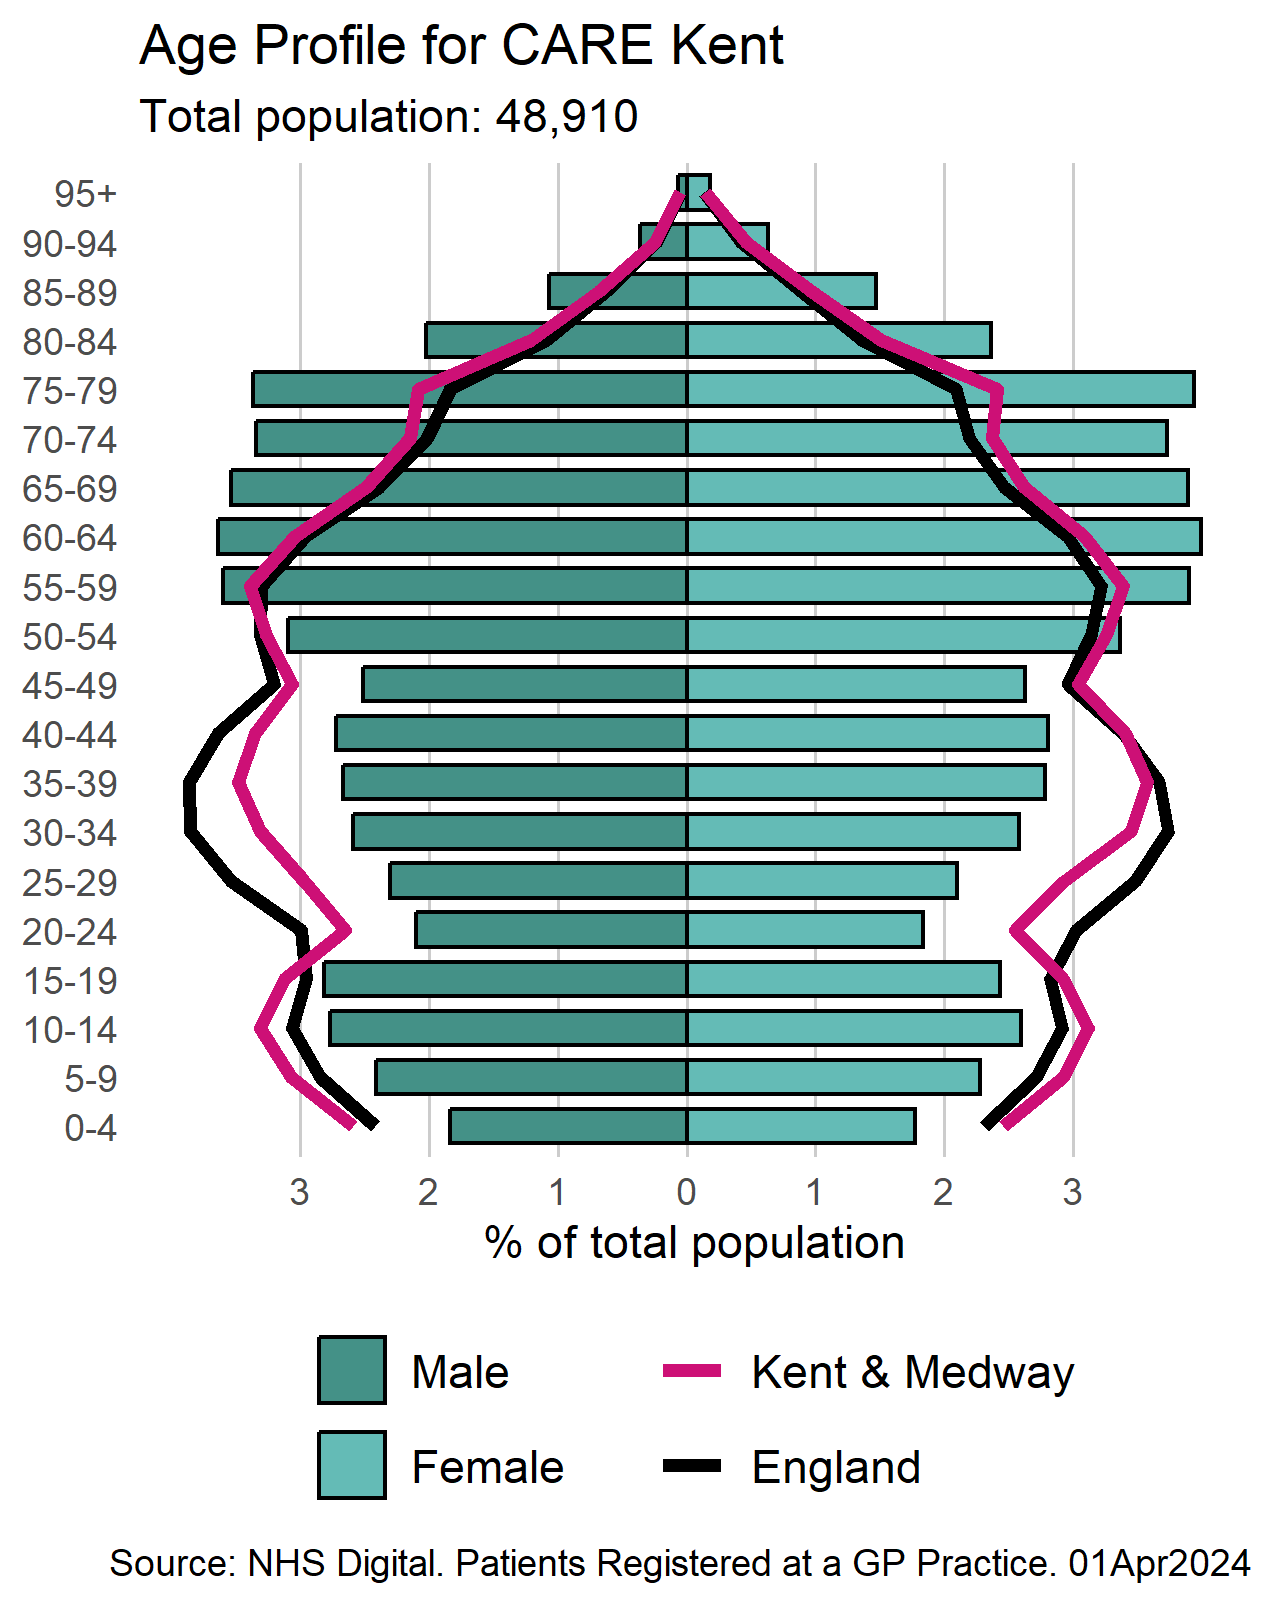 Age Profile for CARE Kent
Total population: 48,910
95+
90-94
85-89
80-84
75-79
70-74
65-69
60-64
55-59
50-54
45-49
40-44
35-39
30-34
25-29
20-24
15-19
10-14
5-9
0-4
3 2 1 0 1 2 3
% of total population
Male Kent & Medway
Female England
Source: NHS Digital. Patients Registered at a GP Practice. 01Apr2024